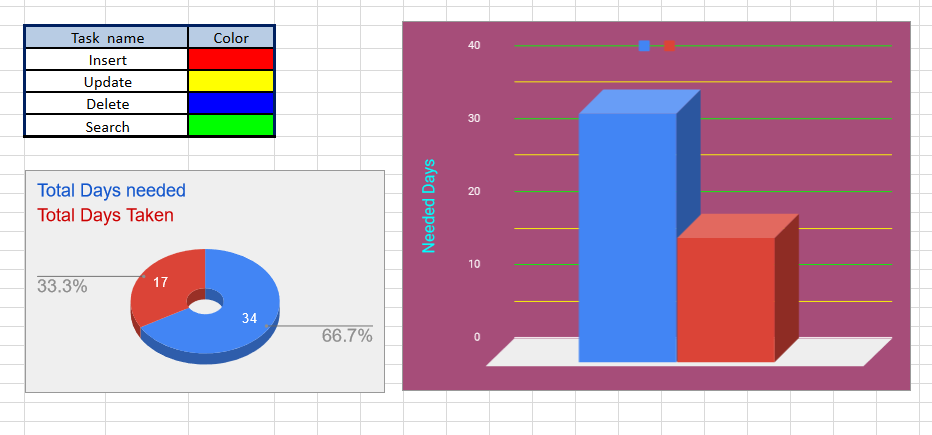 Task name Color
Insert
Update
Delete
Search
Total Days needed
Total Days Taken
17
33.3%
34
66.7%
40
30
20
10
0
Needed Days